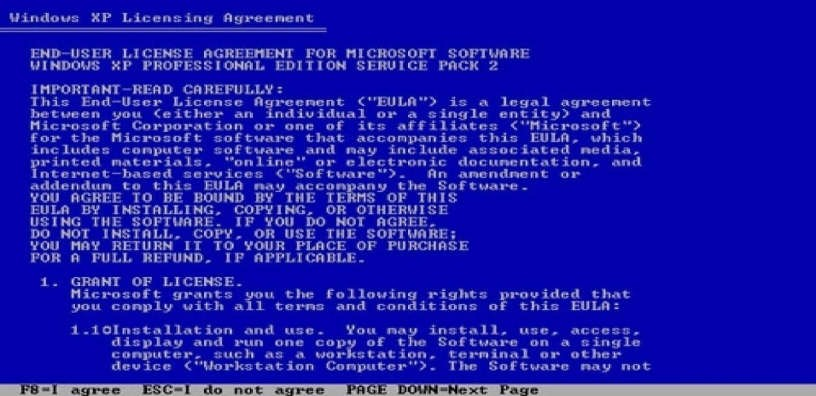 Windows XP Licensing Agreement
END-USER LICENSE AGREEMENT FOR MICROSOFT SOFTWARE
WINDOWS XP PROFESSIONAL EDITION SERVICE PACK 2
IMPORTANT-READ CAREFULLY:
This End-User License Agreement ("EULA") is a legal agreement
between you (either an individual or a single entity) and
Microsoft Corporation or one of its affiliates ("Microsoft")
for the Microsoft software that accompanies this EULA, which
includes computer software and may include associated media,
printed materials, "online" or electronic documentation, and
Internet-based services ("Software"). An amendment or
addendum to this EULA may accompany the Software.
YOU AGREE TO BE BOUND BY THE TERMS OF THIS
EULA BY INSTALLING, COPYING, OR OTHERWISE
USING THE SOFTWARE. IF YOU DO NOT AGREE,
DO NOT INSTALL, COPY, OR USE THE SOFTWARE;
YOU MAY RETURN IT TO YOUR PLACE OF PURCHASE
FOR A FULL REFUND, IF APPLICABLE.
1. GRANT OF LICENSE.
Microsoft grants you the following rights provided that
you comply with all terms and conditions of this EULA:
1.1 Installation and use. You may install, use, access,
display and run one copy of the Software on a single
computer, such as a workstation, terminal or other
device ("Workstation Computer"). The Software may not
F8=I agree ESC=I do not agree PAGE DOWN=Next Page